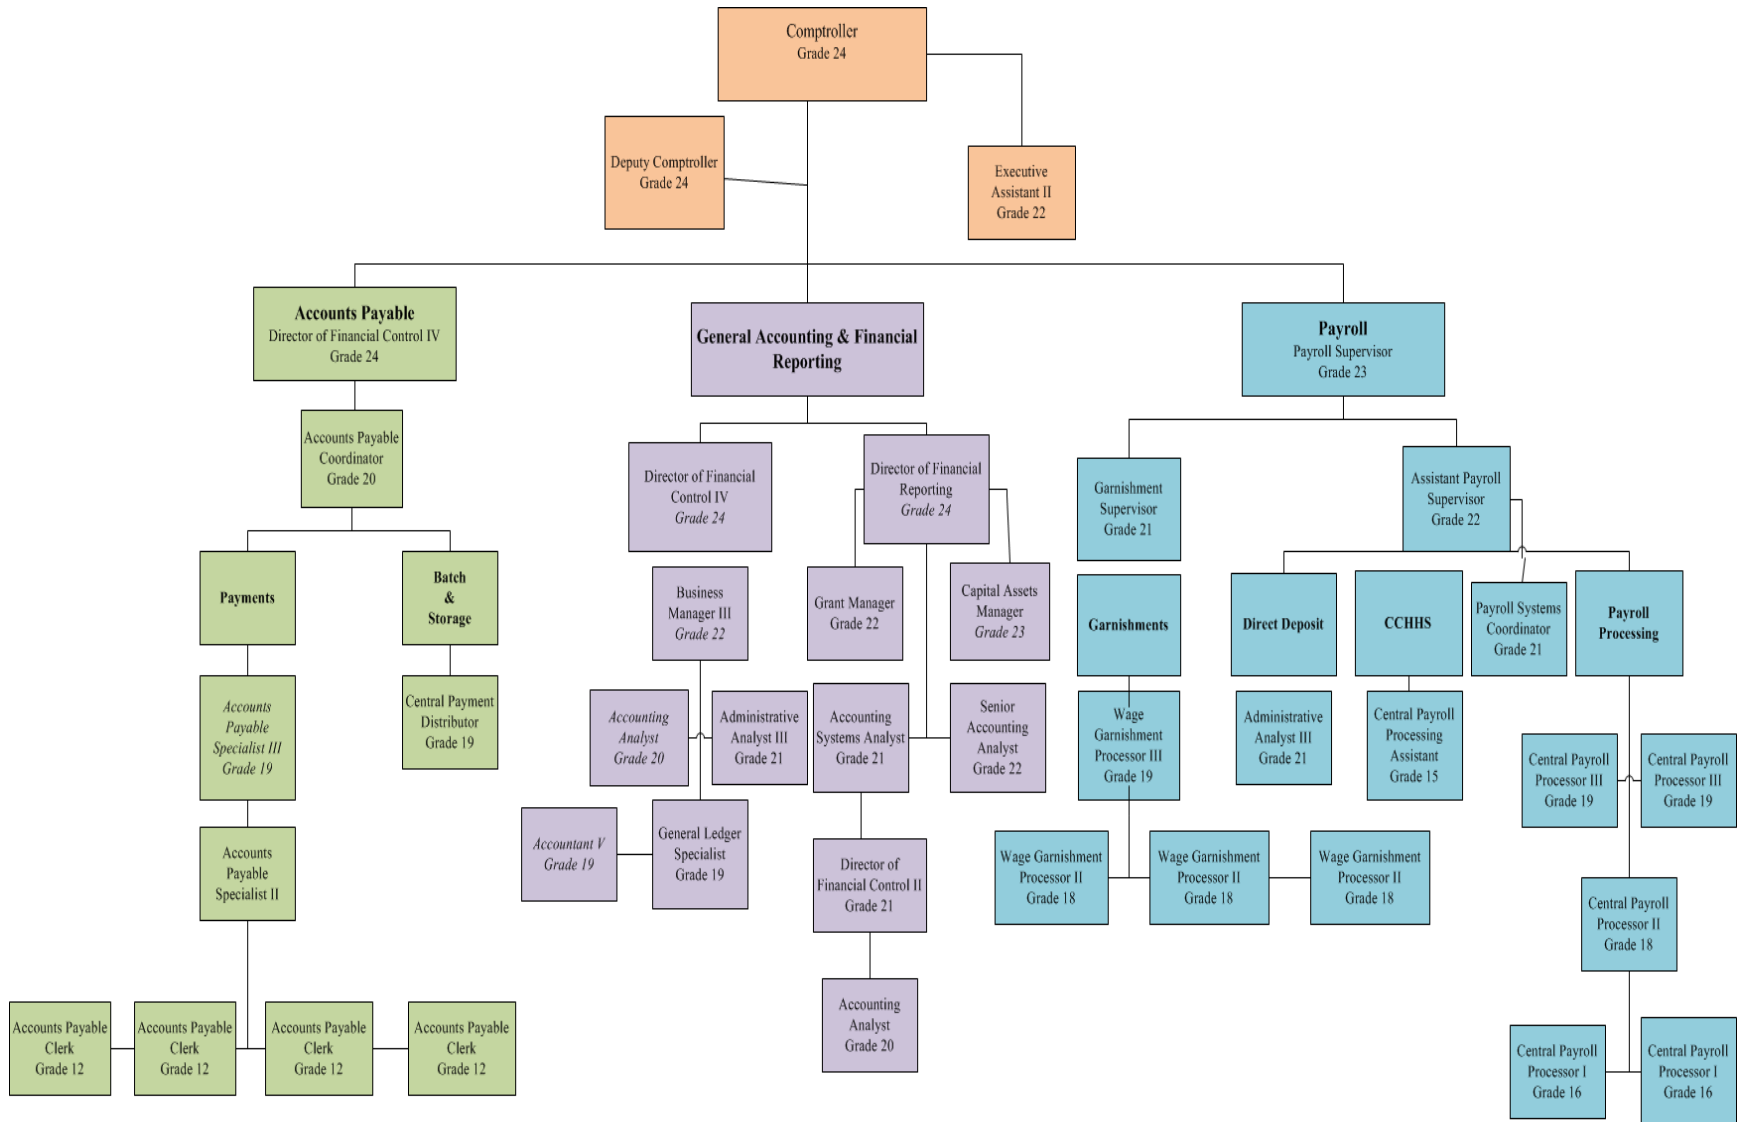 Comptroller
Grade 24
Deputy Comptroller
Grade 24
Executive
Assistant II
Grade 22
Accounts Payable
Director of Financial Control IV
Grade 24
General Accounting & Financial
Reporting
Payroll
Payroll Supervisor
Grade 23
Accounts Payable
Coordinator
Grade 20
Payments
Batch
&
Storage
Accounts
Payable
Specialist III
Grade 19
Central Payment
Distributor
Grade 19
Accounts
Payable
Specialist II
Accounts Payable
Clerk
Grade 12
Accounts Payable
Clerk
Grade 12
Accounts Payable
Clerk
Grade 12
Accounts Payable
Clerk
Grade 12
Director of Financial
Control IV
Grade 24
Director of Financial
Reporting
Grade 24
Business
Manager III
Grade 22
Grant Manager
Grade 22
Capital Assets
Manager
Grade 23
Accounting
Analyst
Grade 20
Administrative
Analyst III
Grade 21
Accounting
Systems Analyst
Grade 21
Senior
Accounting
Analyst
Grade 22
Accountant V
Grade 19
General Ledger
Specialist
Grade 19
Director of
Financial Control II
Grade 21
Accounting
Analyst
Grade 20
Garnishment
Supervisor
Grade 21
Assistant Payroll
Supervisor
Grade 22
Garnishments
Direct Deposit
CCHHS
Payroll Systems
Coordinator
Grade 21
Payroll
Processing
Wage
Garnishment
Processor III
Grade 19
Administrative
Analyst III
Grade 21
Central Payroll
Processing
Assistant
Grade 15
Central Payroll
Processor III
Grade 19
Central Payroll
Processor III
Grade 19
Wage Garnishment
Processor II
Grade 18
Wage Garnishment
Processor II
Grade 18
Wage Garnishment
Processor II
Grade 18
Central Payroll
Processor II
Grade 18
Central Payroll
Processor I
Grade 16
Central Payroll
Processor I
Grade 16